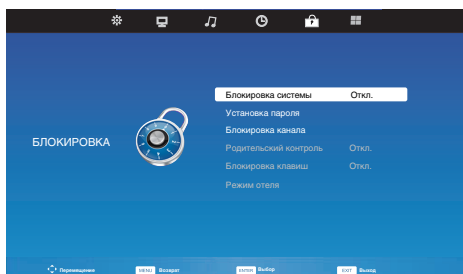 Блокировка системы Откл.
Установка пароля
Блокировка канала
БЛОКИРОВКА
Родительский контроль Откл.
Блокировка клавиш Откл.
Режим отеля
Перемещение MENU Возврат ENTER Выбор EXIT Выход